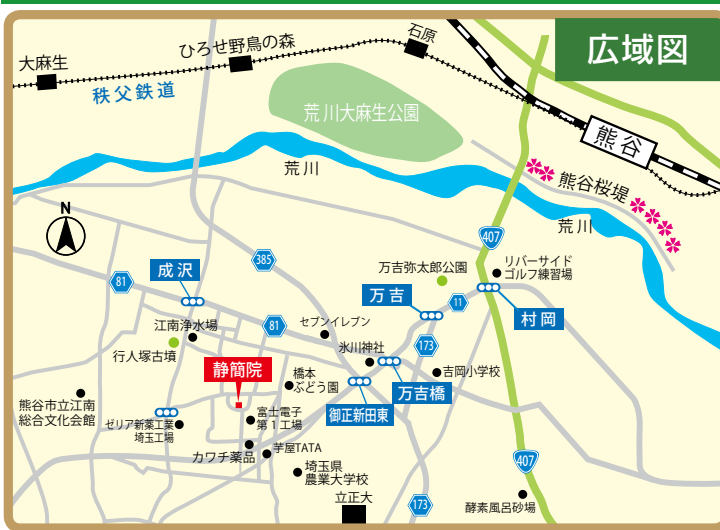 広域図
石原
ひろせ野鳥の森
大麻生
秩父鉄道
荒川大麻生公園
熊谷
荒川
熊谷桜堤
荒川
N
407
385
リバーサイド
ゴルフ練習場
万吉弥太郎公園
成沢
81
万吉
11
村岡
江南浄水場
81
セブンイレブン
173
行人塚古墳
氷川神社
静簡院
橋本
ぶどう園
吉岡小学校
万吉橋
熊谷市立江南
総合文化会館
ゼリア新薬工業
埼玉工場
富士電子
第1工場
御正新田東
カワチ薬品
芋屋TATA
埼玉県
農業大学校
407
立正大
173
酵素風呂砂場